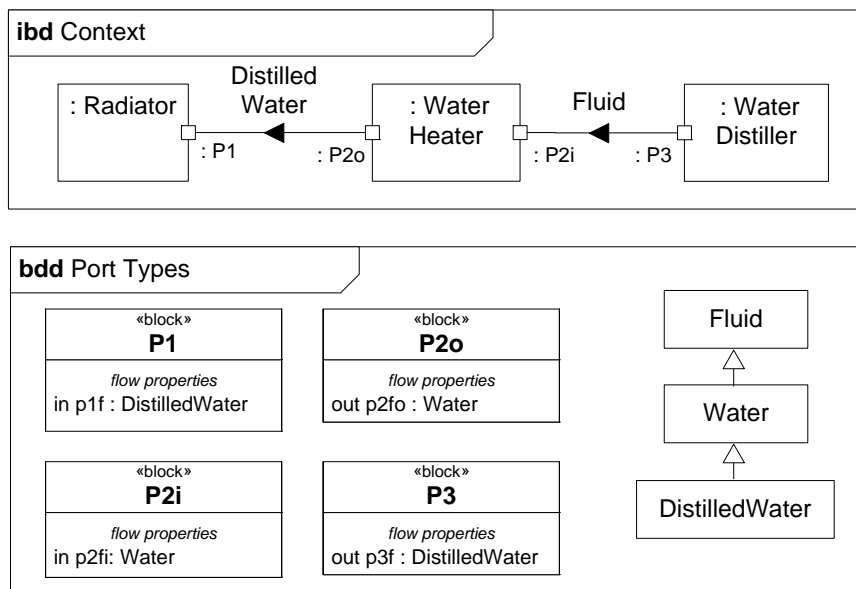 ibd Context
Distilled
Water
Fluid
: Radiator
: Water
Heater
: Water
Distiller
: P1
: P2o
: P2i
: P3
bdd Port Types
«block»
P1
flow properties
in p1f : DistilledWater
«block»
P2o
flow properties
out p2fo : Water
Fluid
Water
DistilledWater
«block»
P2i
flow properties
in p2fi: Water
«block»
P3
flow properties
out p3f : DistilledWater